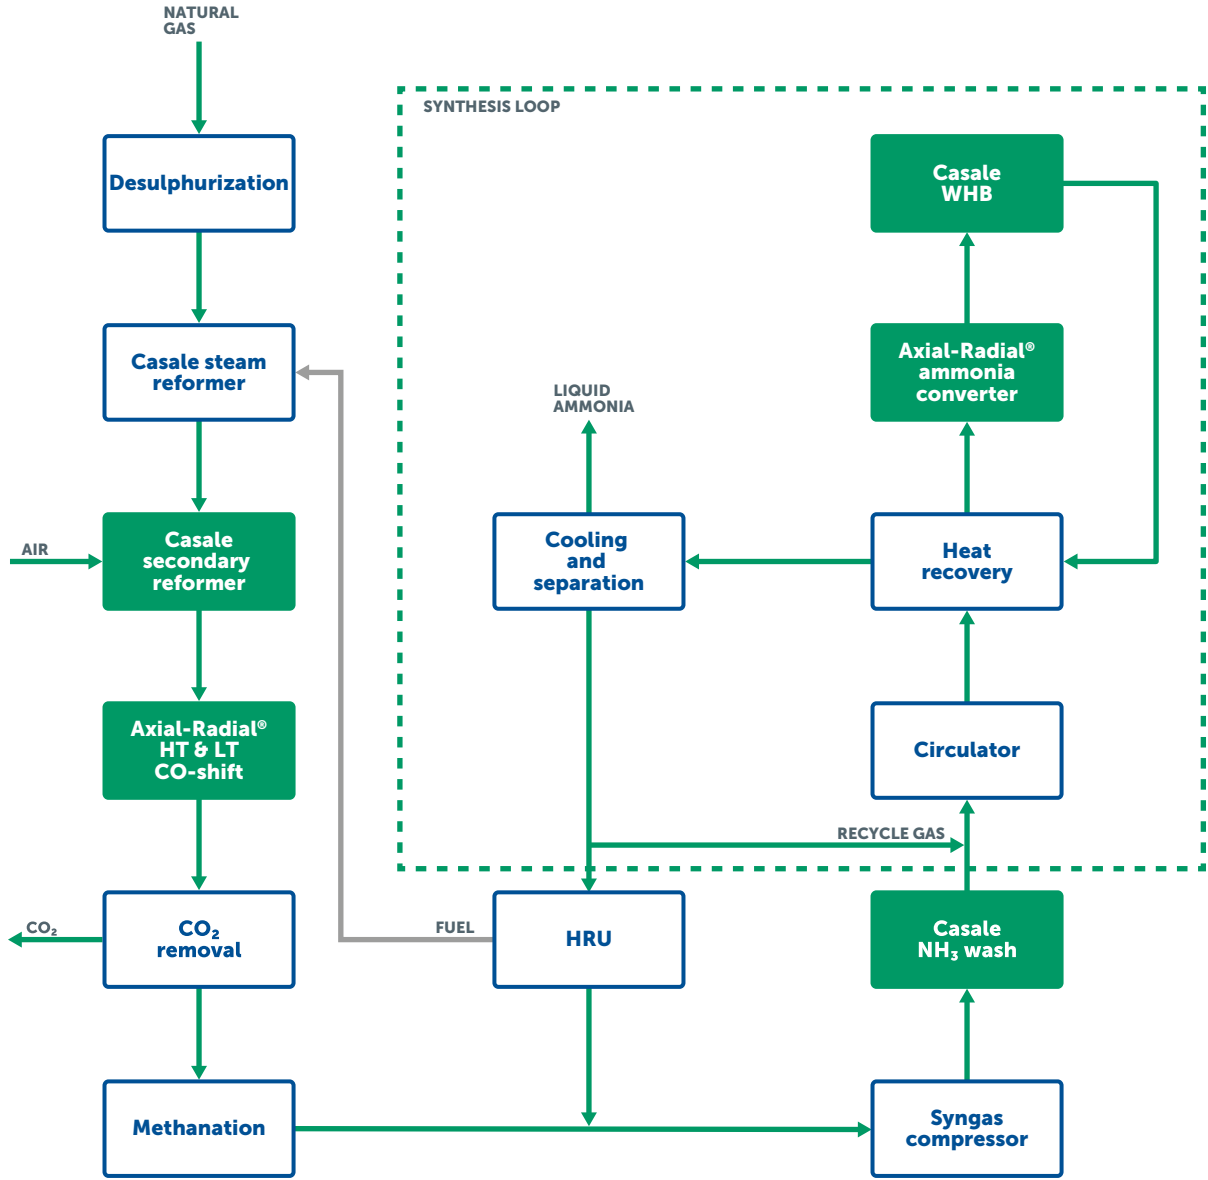 NATURAL
GAS
Desulphurization
Casale steam
reformer
AIR
Casale
secondary
reformer
Axial-Radial®
HT & LT
CO-shift
CO₂
CO₂
removal
Methanation
SYNTHESIS LOOP
Casale
WHB
Axial-Radial®
ammonia
converter
LIQUID
AMMONIA
Cooling
and
separation
Heat
recovery
Circulator
RECYCLE GAS
FUEL
HRU
Casale
NH₃ wash
Syngas
compressor